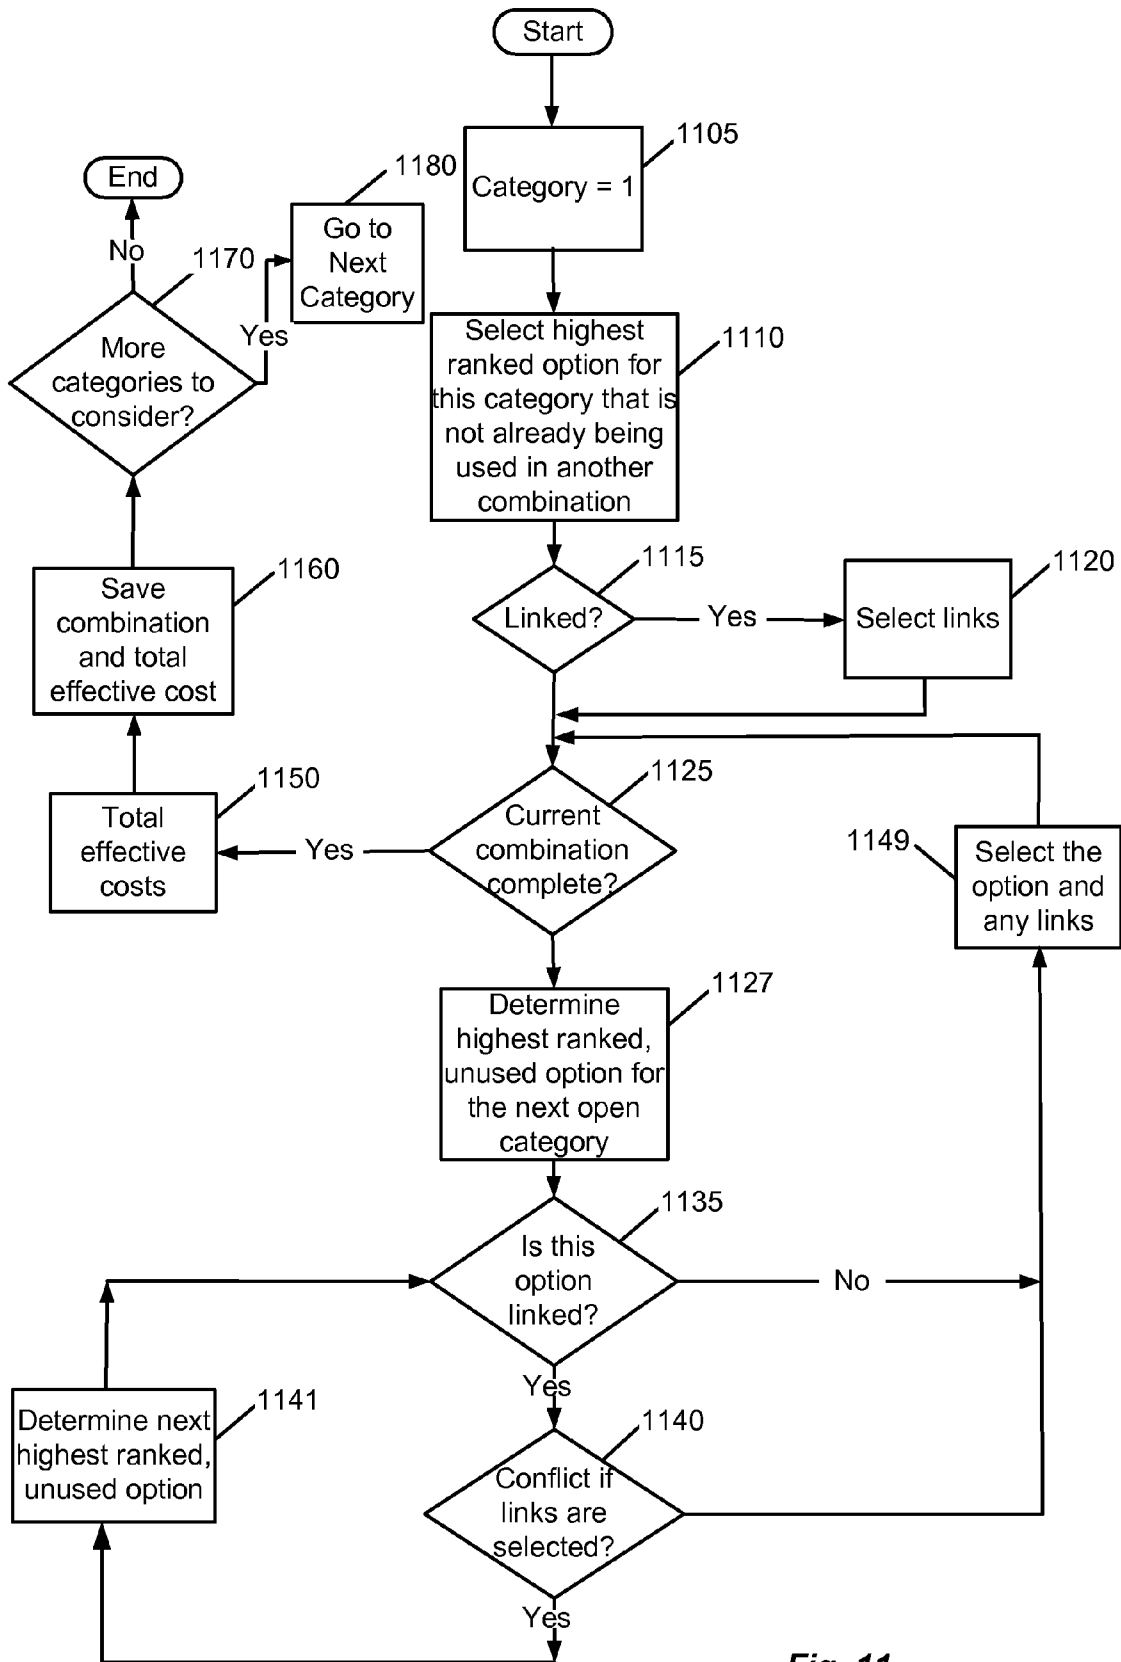 Start
1105
Category = 1
End
1180
Go to
Next
Category
No
1170
Yes
More
categories to
consider?
Select highest
ranked option for
this category that is
not already being
used in another
combination
1110
1115
Linked?
Yes
1120
Select links
1160
Save
combination
and total
effective cost
1125
Current
combination
complete?
Yes
1150
Total
effective
costs
1149
Select the
option and
any links
1127
Determine
highest ranked,
unused option for
the next open
category
1135
Is this
option
linked?
No
Yes
1141
Determine next
highest ranked,
unused option
1140
Conflict if
links are
selected?
Yes
Fig. 11